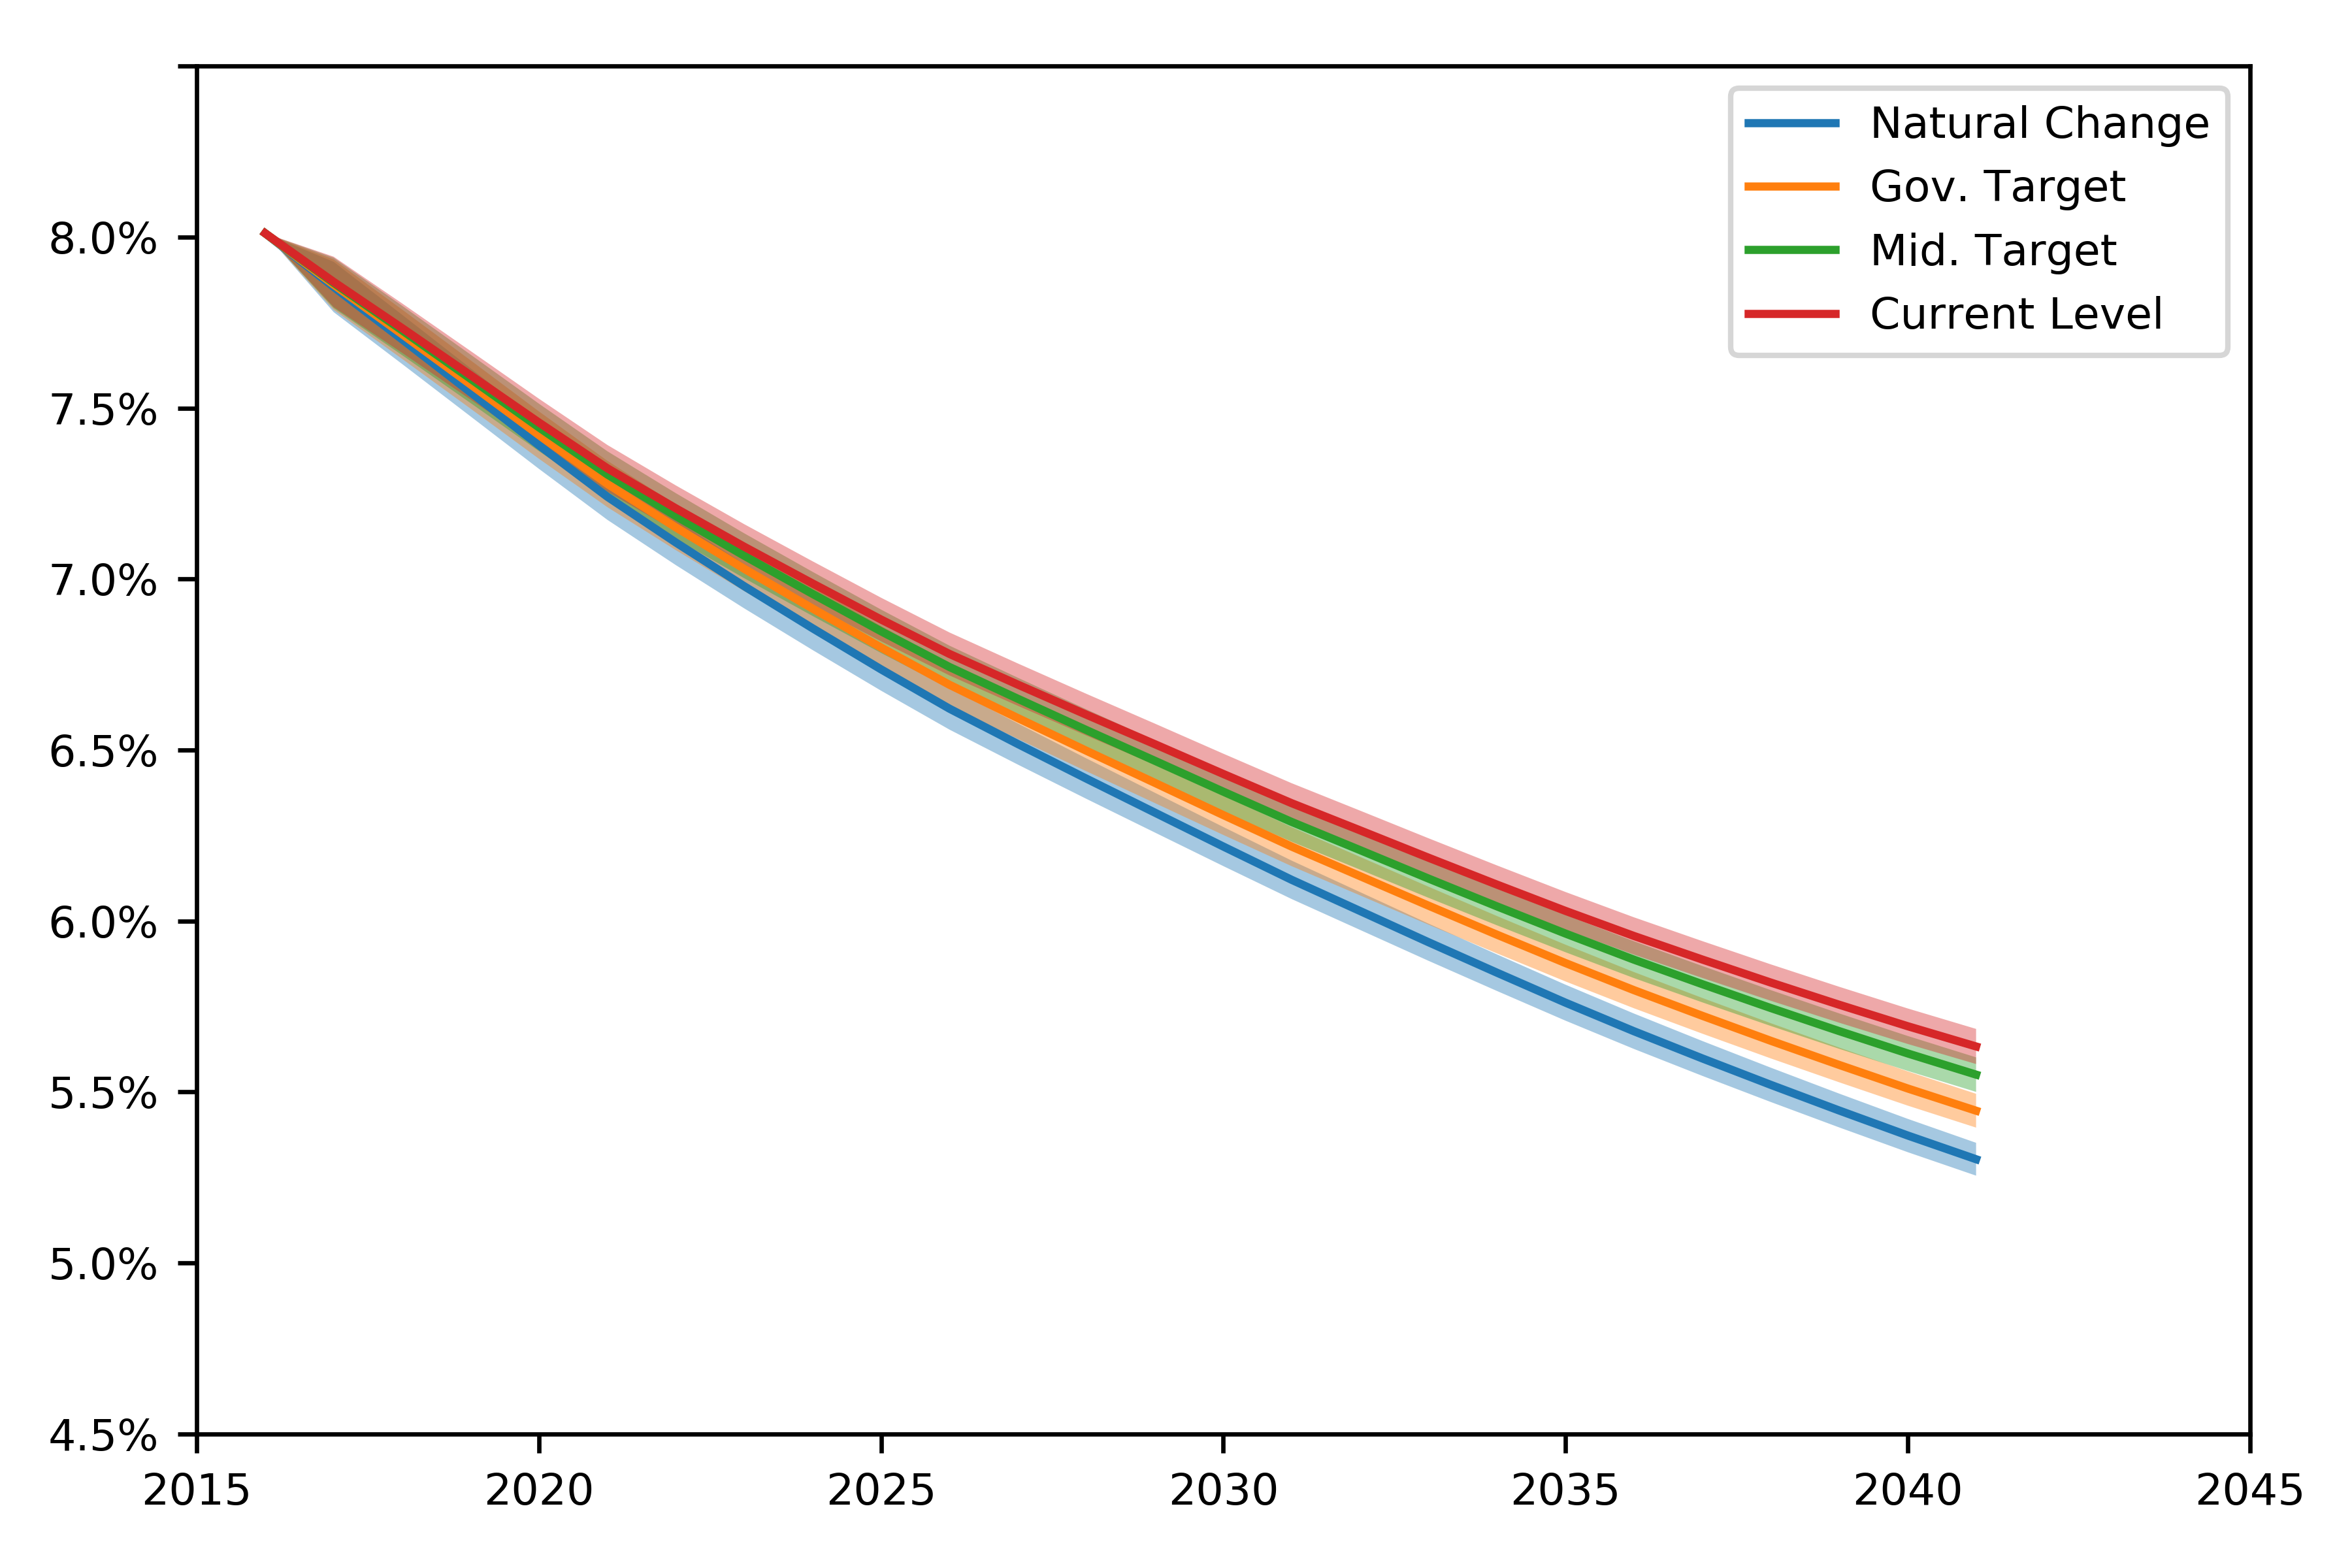 Natural Change
Gov. Target
Mid. Target
Current Level
8.0%
7.5%
7.0%
6.5%
6.0%
5.5%
5.0%
4.5%
2015 2020 2025 2030 2035 2040 2045